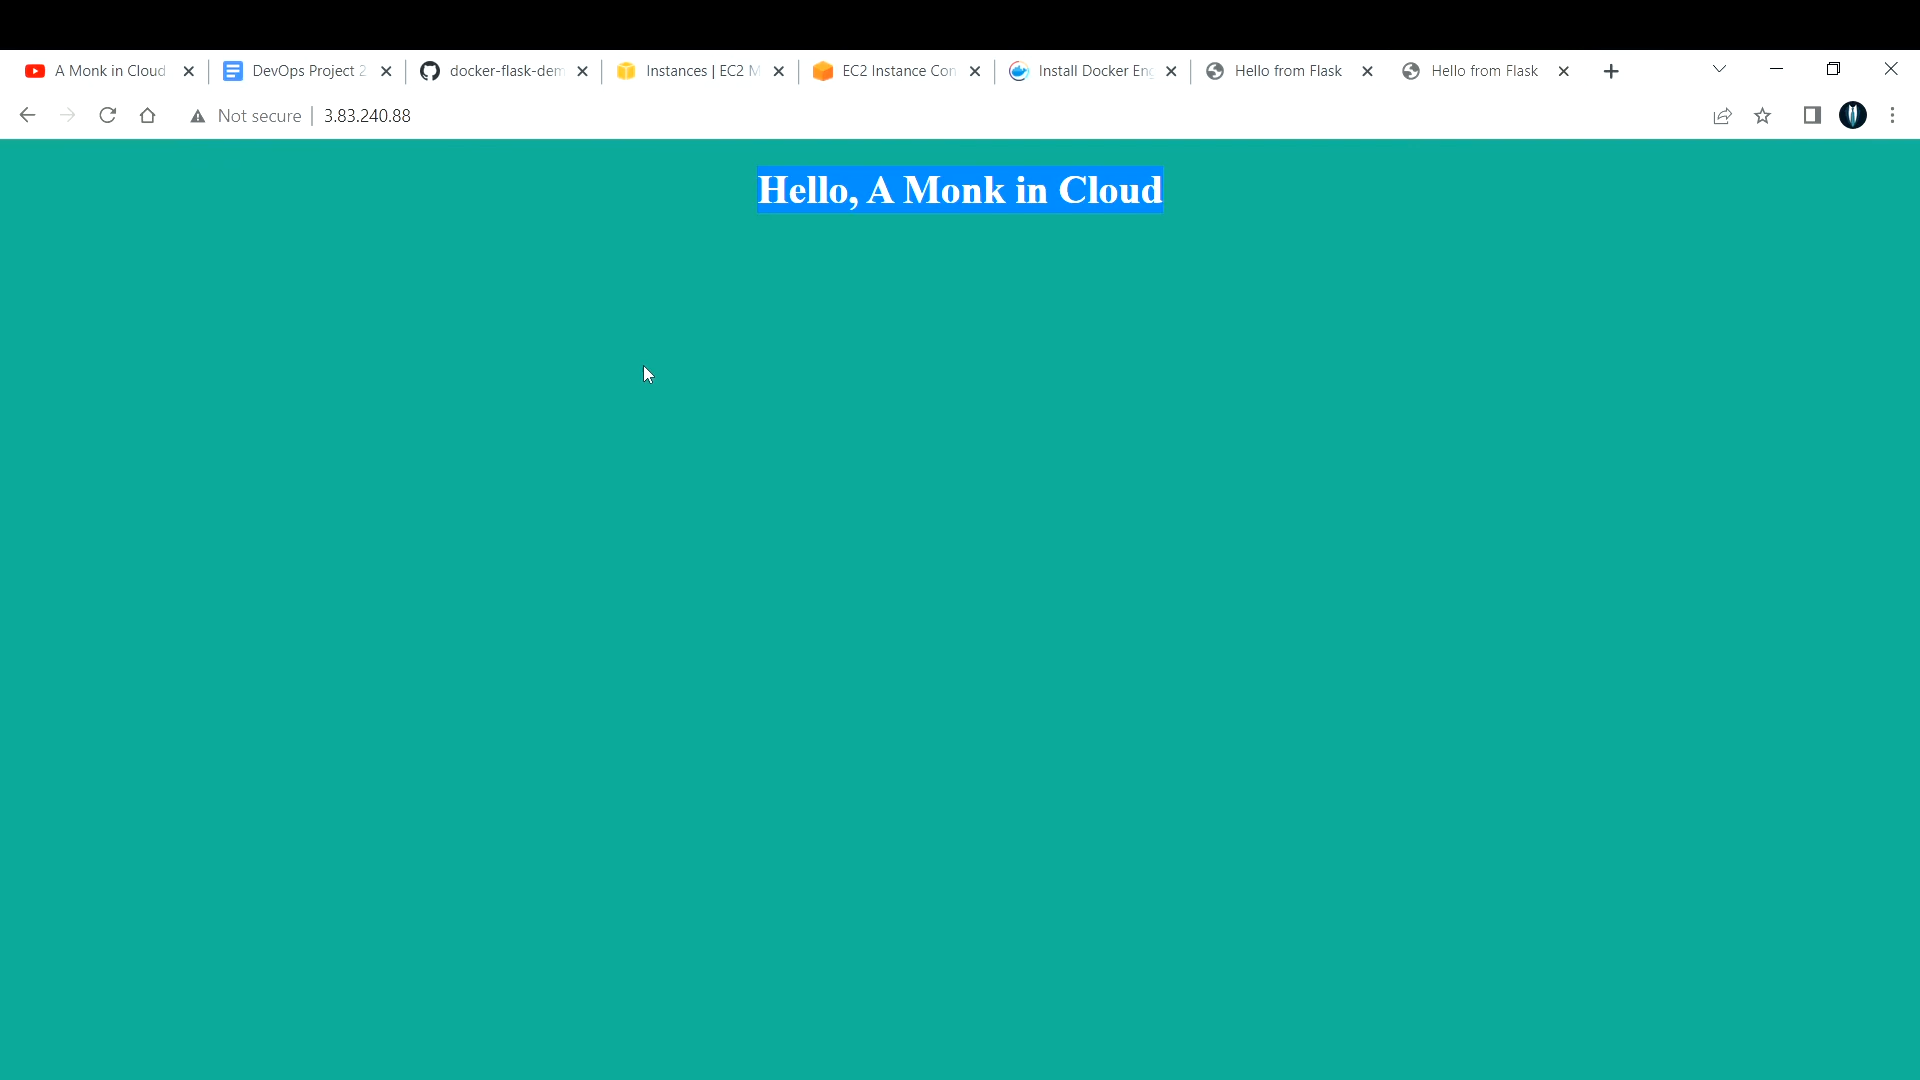 A Monk in Cloud
DevOps Project 2
docker-flask-dem
Instances | EC2 M
EC2 Instance Con
Install Docker Eng
Hello from Flask
Hello from Flask
Not secure
3.83.240.88
Hello, A Monk in Cloud